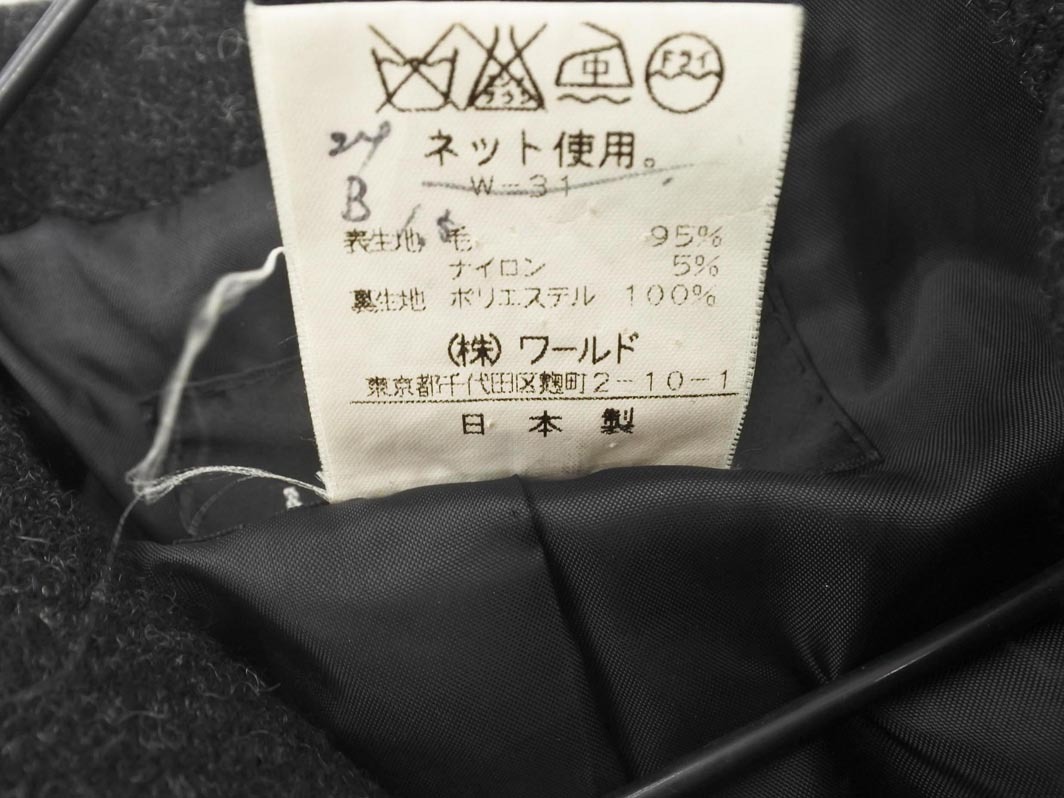 中 F21
ネット使用。
W-31
B
表生地 毛 95%
ナイロン 5%
裏生地 ポリエステル 100%
(株) ワールド
東京都千代田区麹町2-10-1
日本製